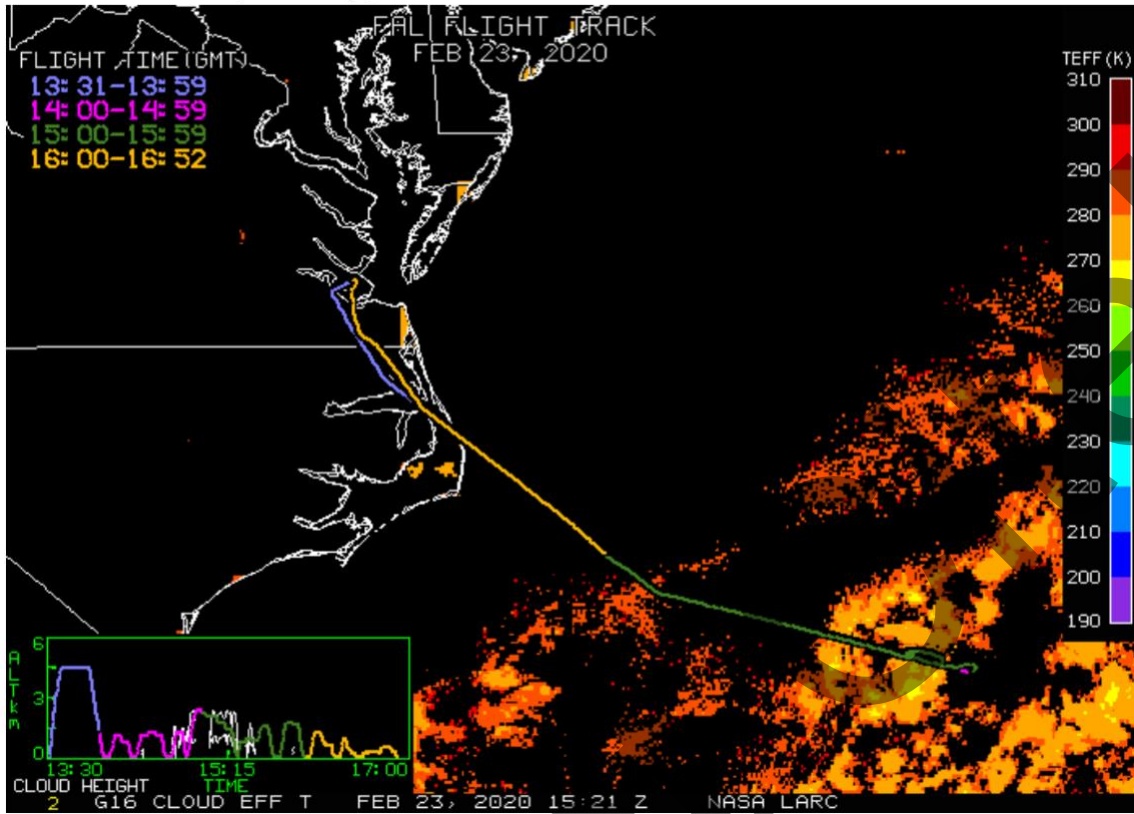 FAL FLIGHT TRACK
FEB 23, 2020
FLIGHT TIME(GMT)
13:31-13:59
14:00-14:59
15:00-15:59
16:00-16:52
TEFF(K)
310
300
290
280
270
260
250
240
230
220
210
200
190
6
3
0
ALT km
13:30 15:15 17:00
CLOUD HEIGHT TIME
2 G16 CLOUD EFF T FEB 23, 2020 15:21 Z NASA LARC